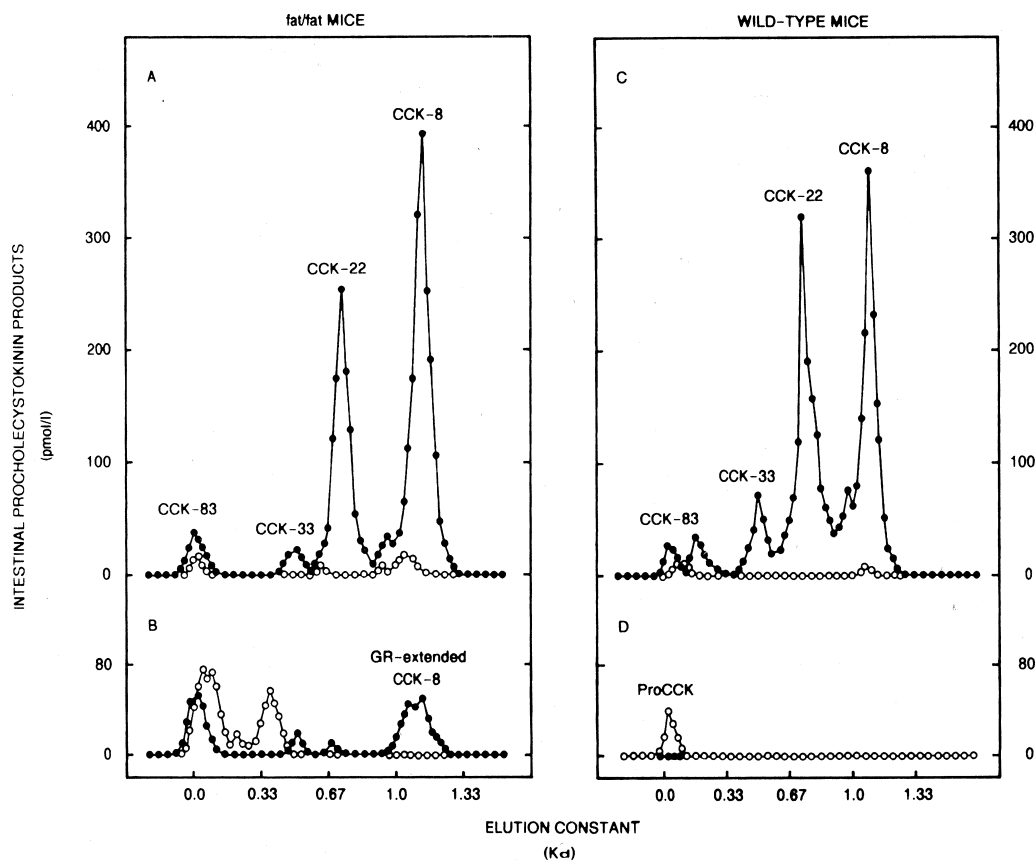 fat/fat MICE
WILD-TYPE MICE
A
C
CCK-8
CCK-8
CCK-22
CCK-22
CCK-83
CCK-33
CCK-83
CCK-33
400
300
200
100
0
400
300
200
100
0
B
D
GR-extended
CCK-8
ProCCK
80
0
80
0
0.0 0.33 0.67 1.0 1.33
0.0 0.33 0.67 1.0 1.33
INTESTINAL PROCHOLECYSTOKININ PRODUCTS
(pmol/l)
ELUTION CONSTANT
(Kd)